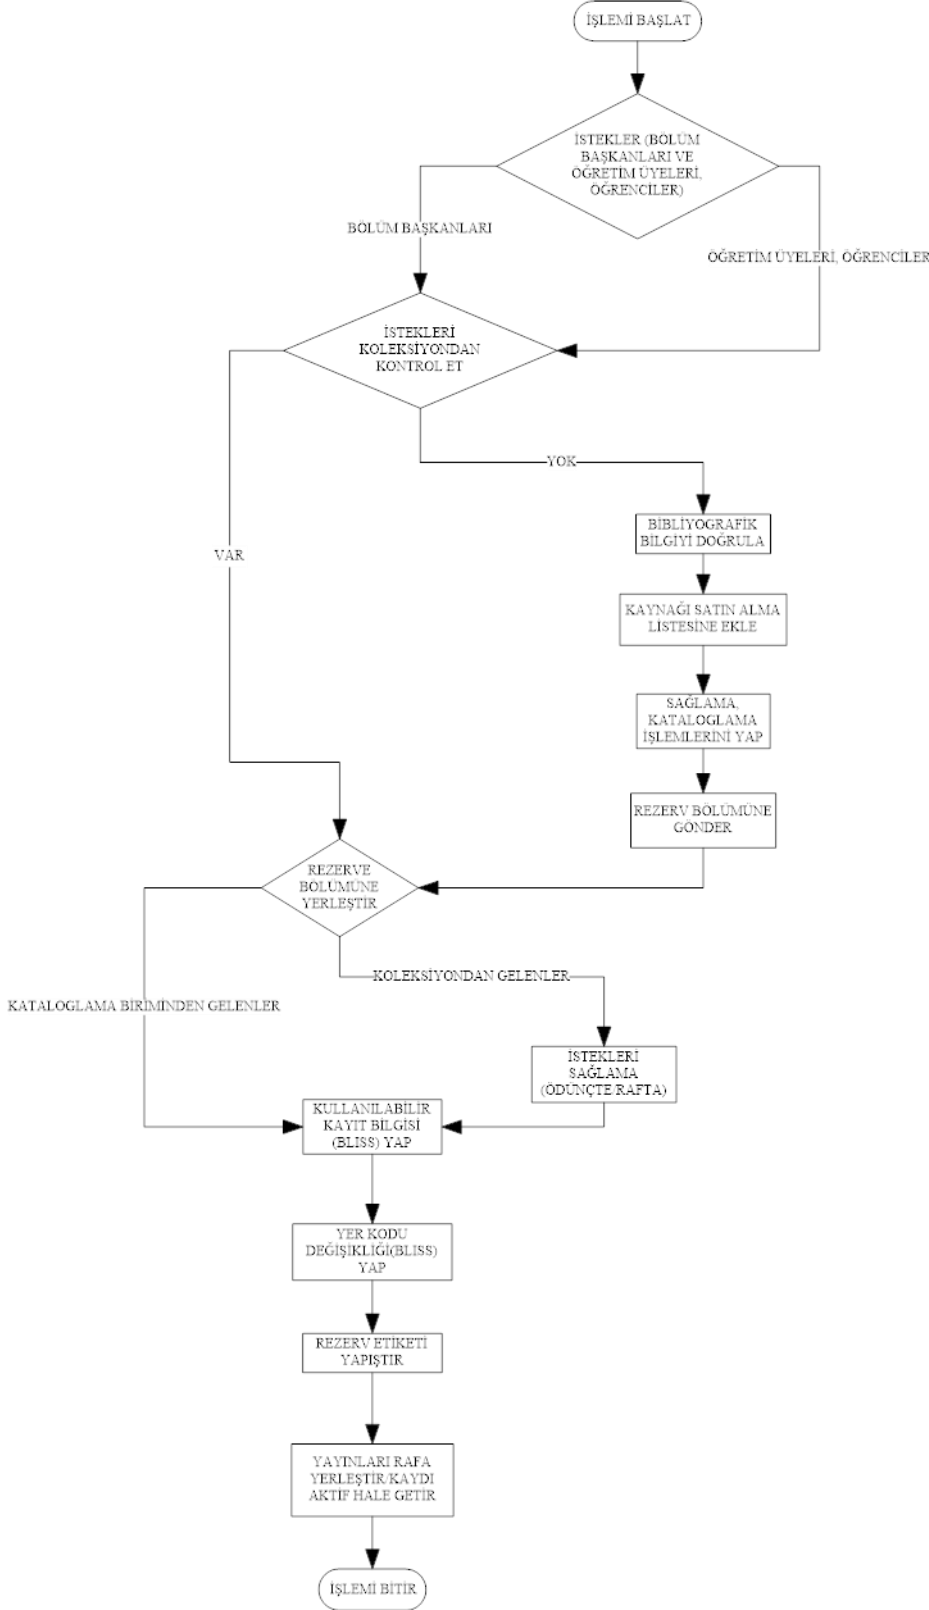 İŞLEMİ BAŞLAT
İSTEKLER (BÖLÜM
BAŞKANLARI VE
ÖĞRETİM ÜYELERİ,
ÖĞRENCİLER)
BÖLÜM BAŞKANLARI
ÖĞRETİM ÜYELERİ, ÖĞRENCİLER
İSTEKLERİ
KOLEKSİYONDAN
KONTROL ET
YOK
VAR
BİBLİYOGRAFİK
BİLGİYİ DOĞRULA
KAYNAĞI SATIN ALMA
LİSTESİNE EKLE
SAĞLAMA,
KATALOGLAMA
İŞLEMLERİNİ YAP
REZERV BÖLÜMÜNE
GÖNDER
REZERVE
BÖLÜMÜNE
YERLEŞTİR
KOLEKSİYONDAN GELENLER
KATALOGLAMA BİRİMİNDEN GELENLER
İSTEKLERİ
SAĞLAMA
(ÖDÜNÇTE/RAFTA)
KULLANILABİLİR
KAYIT BİLGİSİ
(BLISS) YAP
YER KODU
DEĞİŞİKLİĞİ(BLISS)
YAP
REZERV ETİKETİ
YAPIŞTIR
YAYINLARI RAFA
YERLEŞTİR/KAYDI
AKTİF HALE GETİR
İŞLEMİ BİTİR